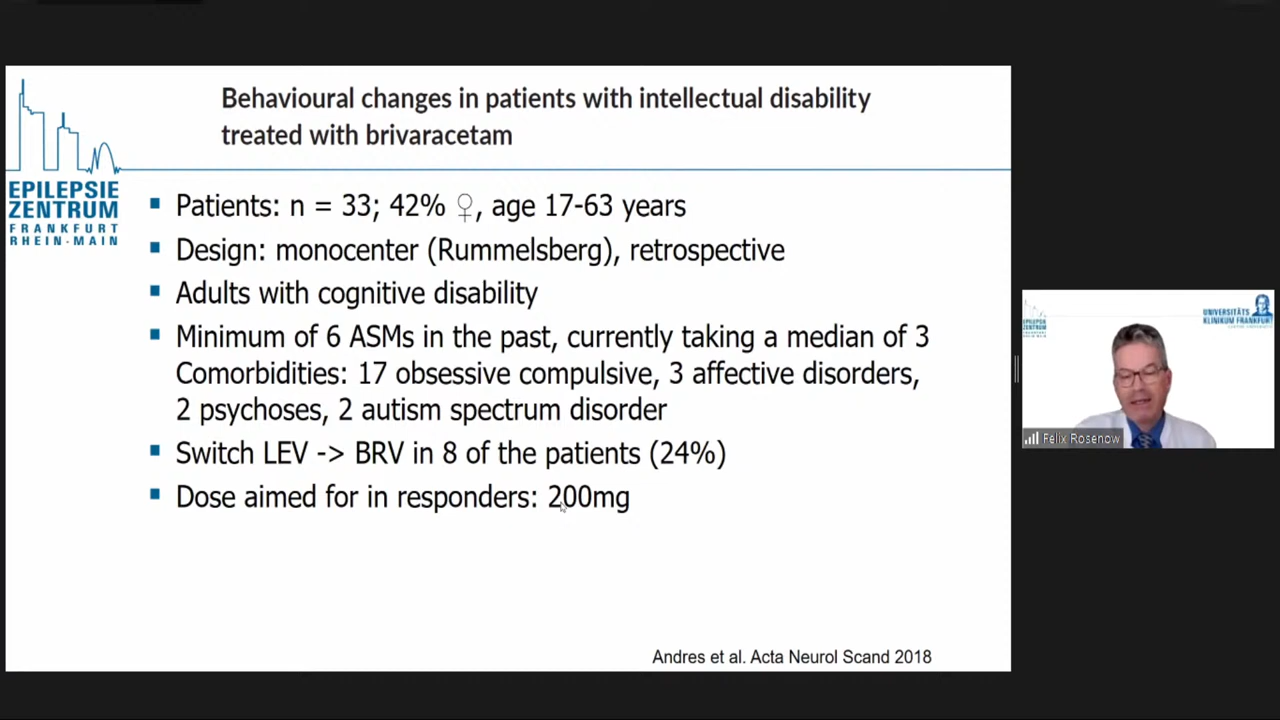 Behavioural changes in patients with intellectual disability
treated with brivaracetam
EPILEPSIE
ZENTRUM
FRANKFURT
RHEIN-MAIN
Patients: n = 33; 42% ♀, age 17-63 years
Design: monocenter (Rummelsberg), retrospective
Adults with cognitive disability
Minimum of 6 ASMs in the past, currently taking a median of 3
Comorbidities: 17 obsessive compulsive, 3 affective disorders,
2 psychoses, 2 autism spectrum disorder
Switch LEV -> BRV in 8 of the patients (24%)
Dose aimed for in responders: 200mg
Andres et al. Acta Neurol Scand 2018
EPILEPSIE
ZENTRUM
UNIVERSITÄTS
KLINIKUM FRANKFURT
Felix Rosenow